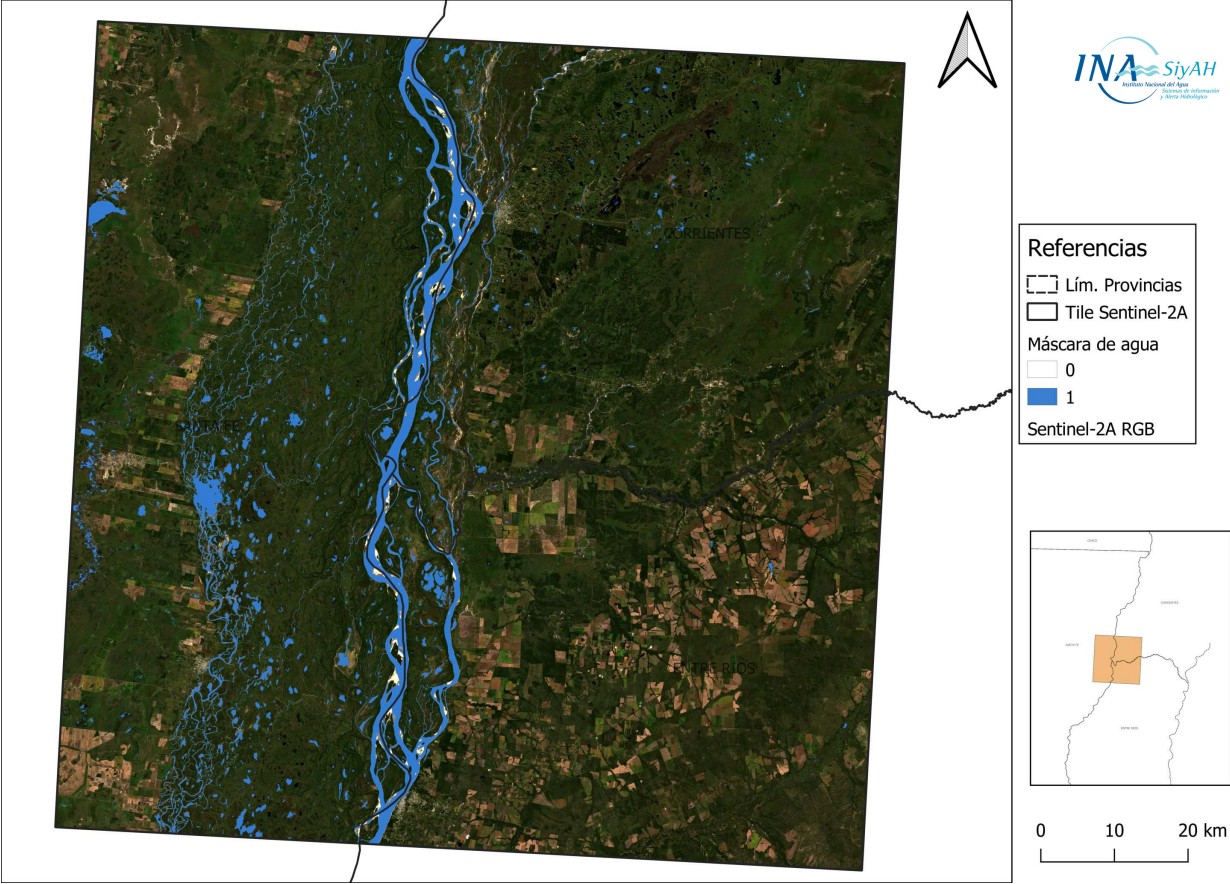 INA SiyAH
Instituto Nacional del Agua
Sistemas de Información
y Alerta Hidrológico
CORRIENTES
SANTA FE
ENTRE RÍOS
Referencias
Lím. Provincias
Tile Sentinel-2A
Máscara de agua
0
1
Sentinel-2A RGB
CHACO
CORRIENTES
SANTA FE
ENTRE RIOS
0 10 20 km